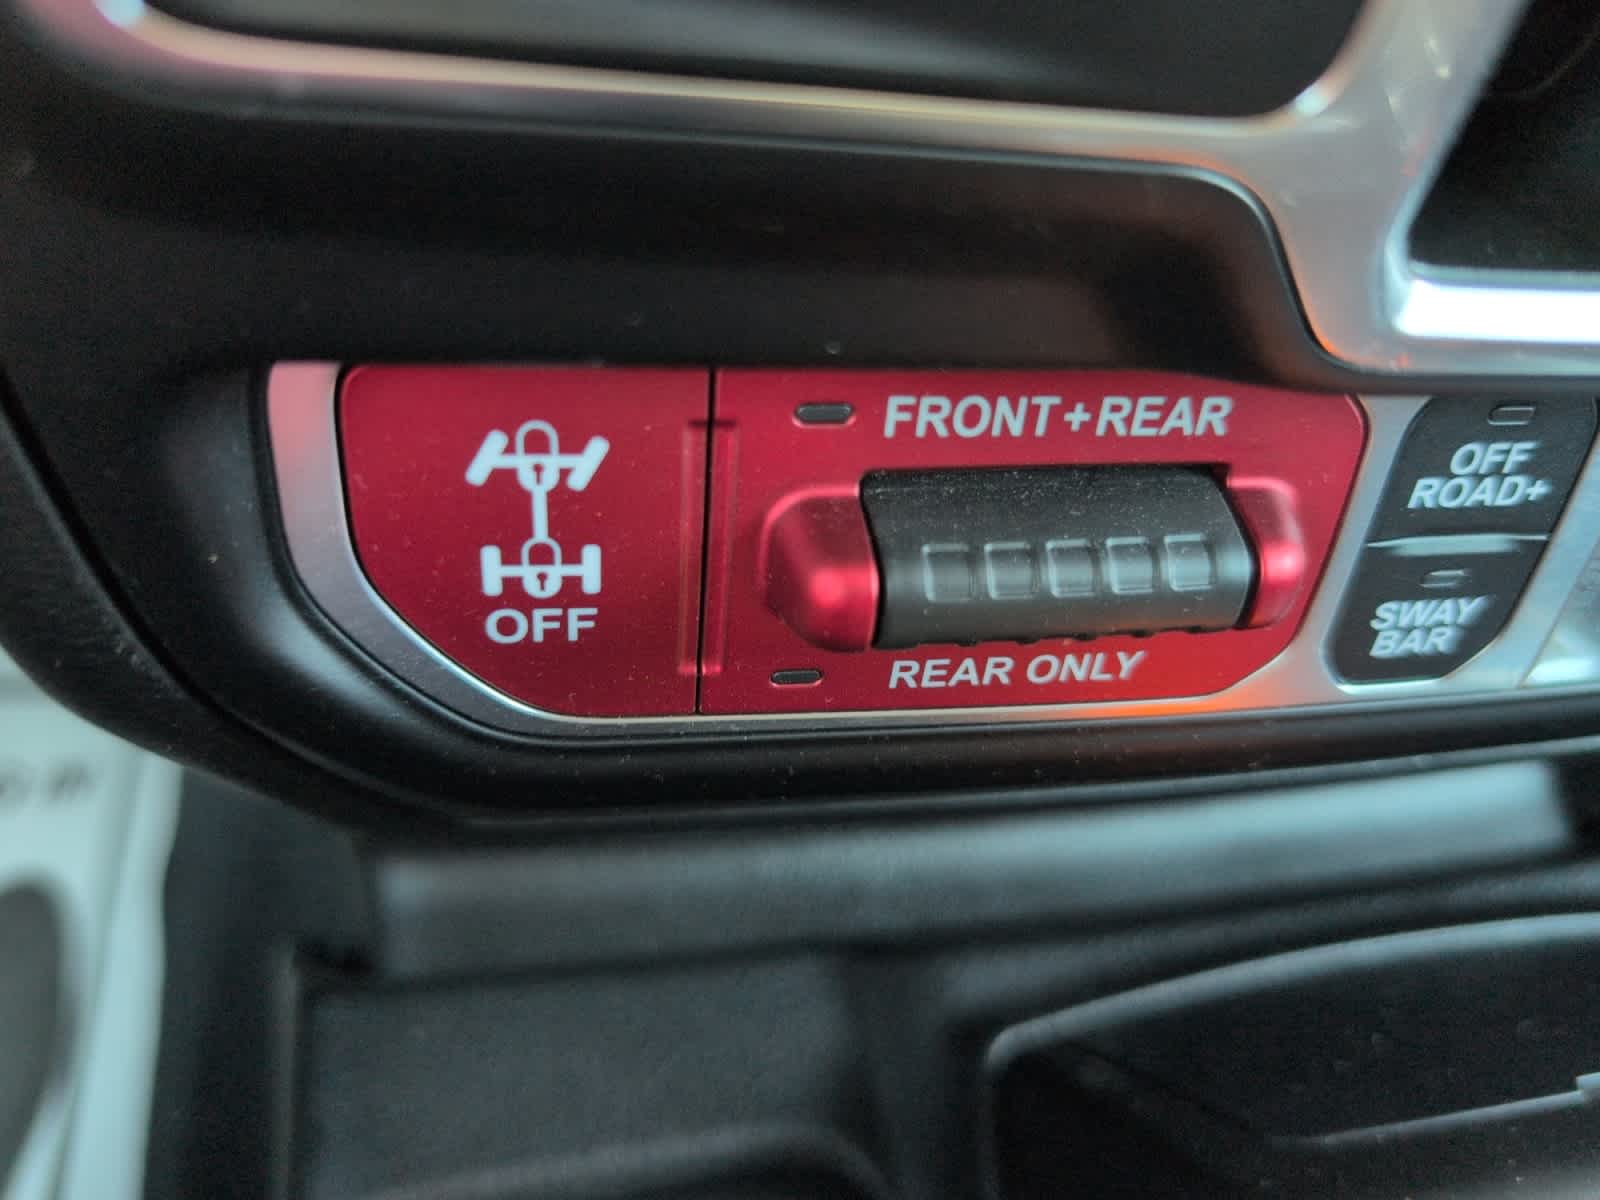 FRONT+REAR
OFF
REAR ONLY
OFF
ROAD+
SWAY
BAR